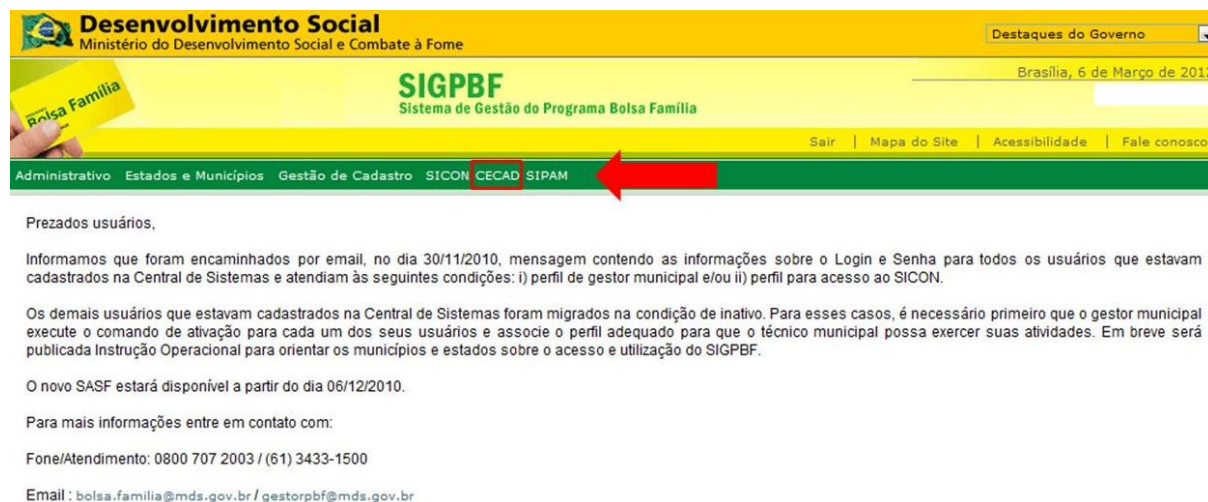 Desenvolvimento Social
Ministério do Desenvolvimento Social e Combate à Fome
Destaques do Governo
Bolsa Família
SIGPBF
Sistema de Gestão do Programa Bolsa Família
Brasília, 6 de Março de 2012
Sair | Mapa do Site | Acessibilidade | Fale conosco
Administrativo Estados e Municípios Gestão de Cadastro SICON CECAD SIPAM
Prezados usuários,
Informamos que foram encaminhados por email, no dia 30/11/2010, mensagem contendo as informações sobre o Login e Senha para todos os usuários que estavam
cadastrados na Central de Sistemas e atendiam às seguintes condições: i) perfil de gestor municipal e/ou ii) perfil para acesso ao SICON.
Os demais usuários que estavam cadastrados na Central de Sistemas foram migrados na condição de inativo. Para esses casos, é necessário primeiro que o gestor municipal
execute o comando de ativação para cada um dos seus usuários e associe o perfil adequado para que o técnico municipal possa exercer suas atividades. Em breve será
publicada Instrução Operacional para orientar os municípios e estados sobre o acesso e utilização do SIGPBF.
O novo SASF estará disponível a partir do dia 06/12/2010.
Para mais informações entre em contato com:
Fone/Atendimento: 0800 707 2003 / (61) 3433-1500
Email : bolsa.familia@mds.gov.br / gestorpbf@mds.gov.br